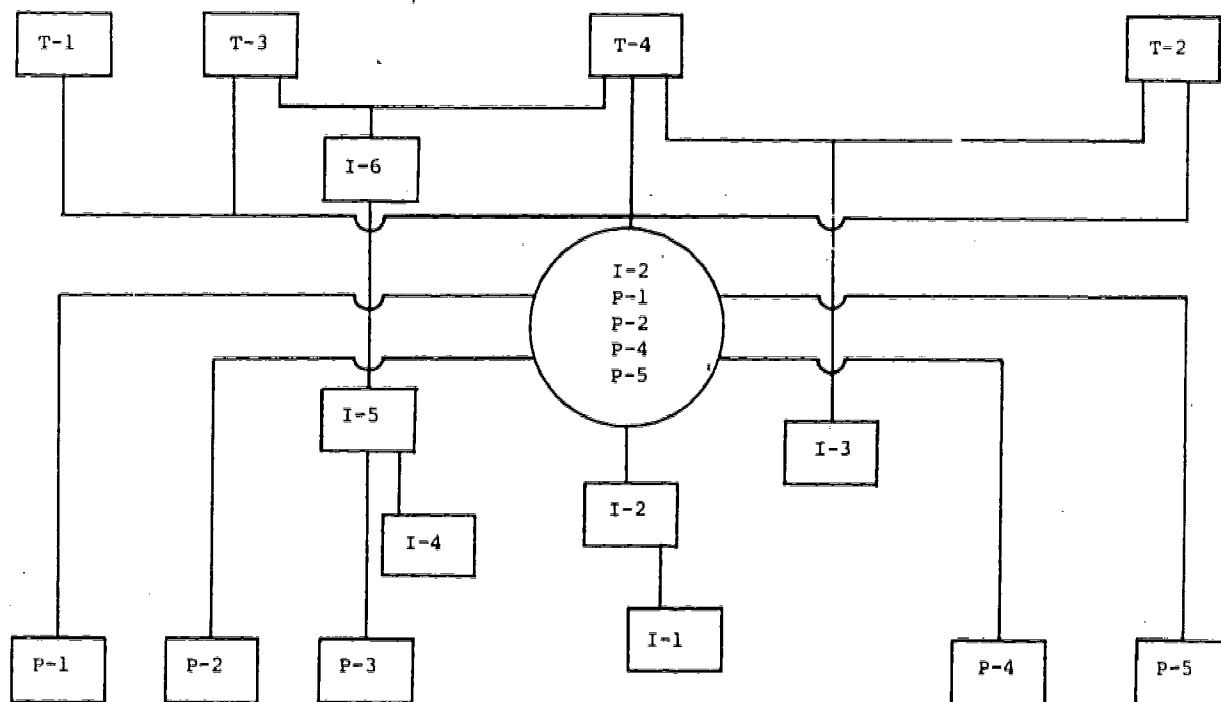 T-1
T-3
T=4
T=2
I=6
I=2
P-1
P-2
P-4
P-5
I=5
I-3
I-2
I=4
I=1
P-1
P-2
P-3
P-4
P-5